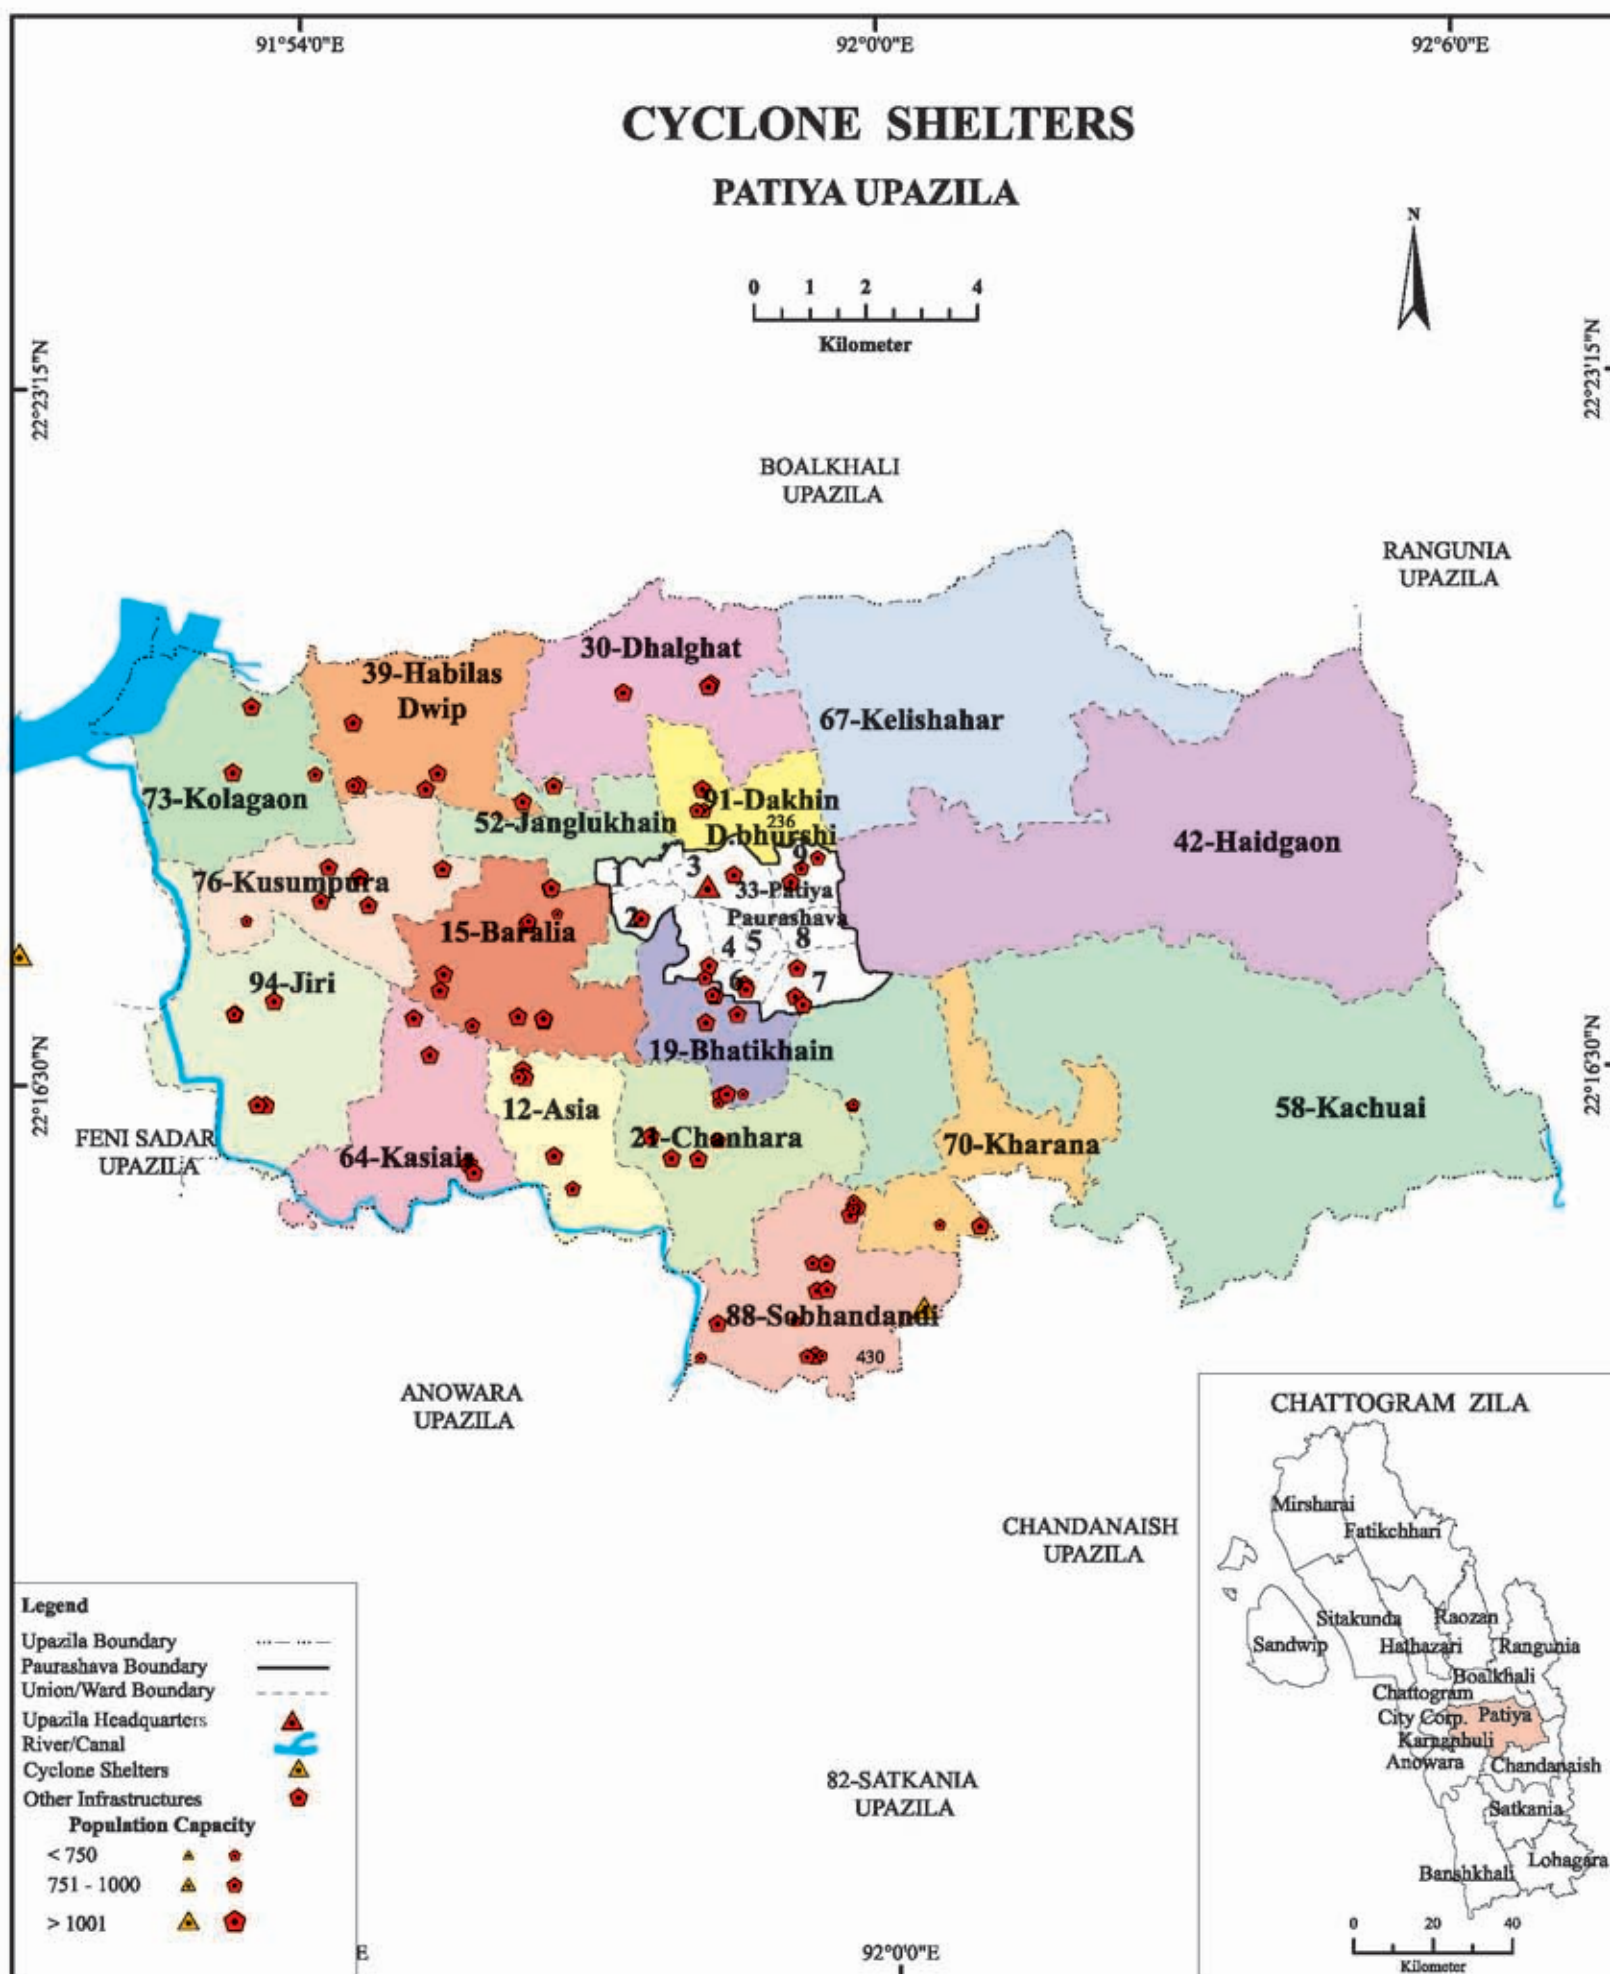 91°54'0"E
92°0'0"E
92°6'0"E
CYCLONE SHELTERS
PATIYA UPAZILA
N
0 1 2 4
Kilometer
22°23'15"N
22°23'15"N
BOALKHALI
UPAZILA
RANGUNIA
UPAZILA
30-Dhalghat
39-Habilas
Dwip
67-Kelishahar
73-Kolagaon
52-Janglukhain
91-Dakhin
236
D.bhurshi
42-Haidgaon
1
3
9
76-Kusumpura
33-Patiya
Paurashava
2
15-Baralia
4
5
8
94-Jiri
6
7
19-Bhatikhain
22°16'30"N
22°16'30"N
12-Asia
58-Kachuai
FENI SADAR
UPAZILA
21-Chanhara
70-Kharana
64-Kasiais
88-Sobhandandi
430
ANOWARA
UPAZILA
CHANDANAISH
UPAZILA
82-SATKANIA
UPAZILA
Legend
Upazila Boundary
Paurashava Boundary
Union/Ward Boundary
Upazila Headquarters
River/Canal
Cyclone Shelters
Other Infrastructures
Population Capacity
< 750
751 - 1000
> 1001
E
92°0'0"E
CHATTOGRAM ZILA
Mirsharai
Fatikchhari
Sitakunda
Raozan
Sandwip
Hathazari
Rangunia
Boalkhali
Chattogram
City Corp.
Patiya
Karnaphuli
Anowara
Chandanaish
Satkania
Lohagara
Banshkhali
0 20 40
Kilometer